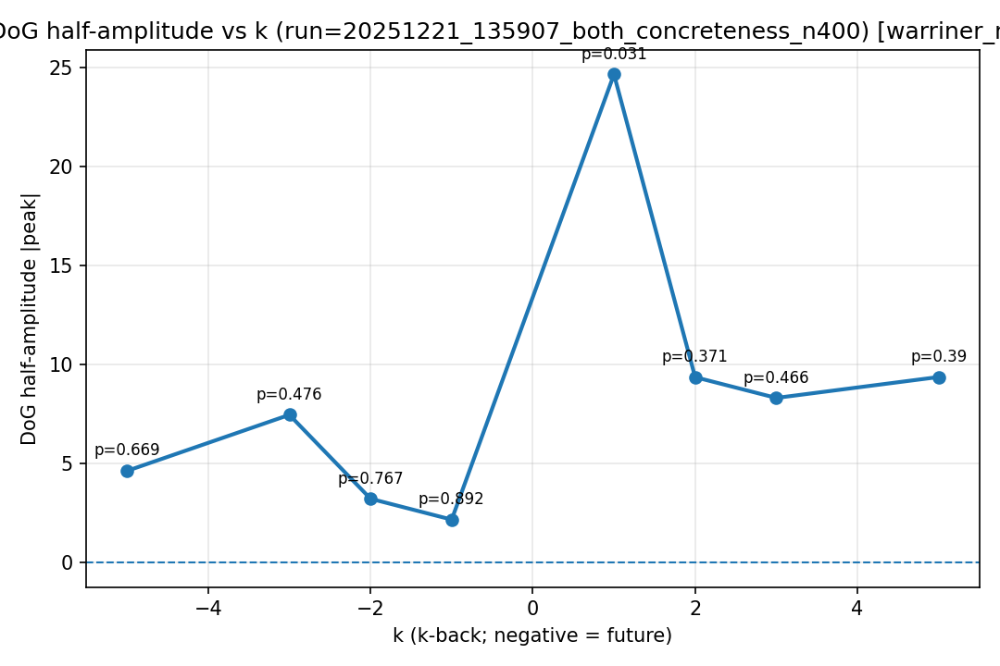 DoG half-amplitude vs k (run=20251221_135907_both_concreteness_n400) [warriner_
p=0.031
25
20
15
10
5
0
DoG half-amplitude |peak|
p=0.669
p=0.476
p=0.767
p=0.892
p=0.371
p=0.466
p=0.39
−4
−2
0
2
4
k (k-back; negative = future)